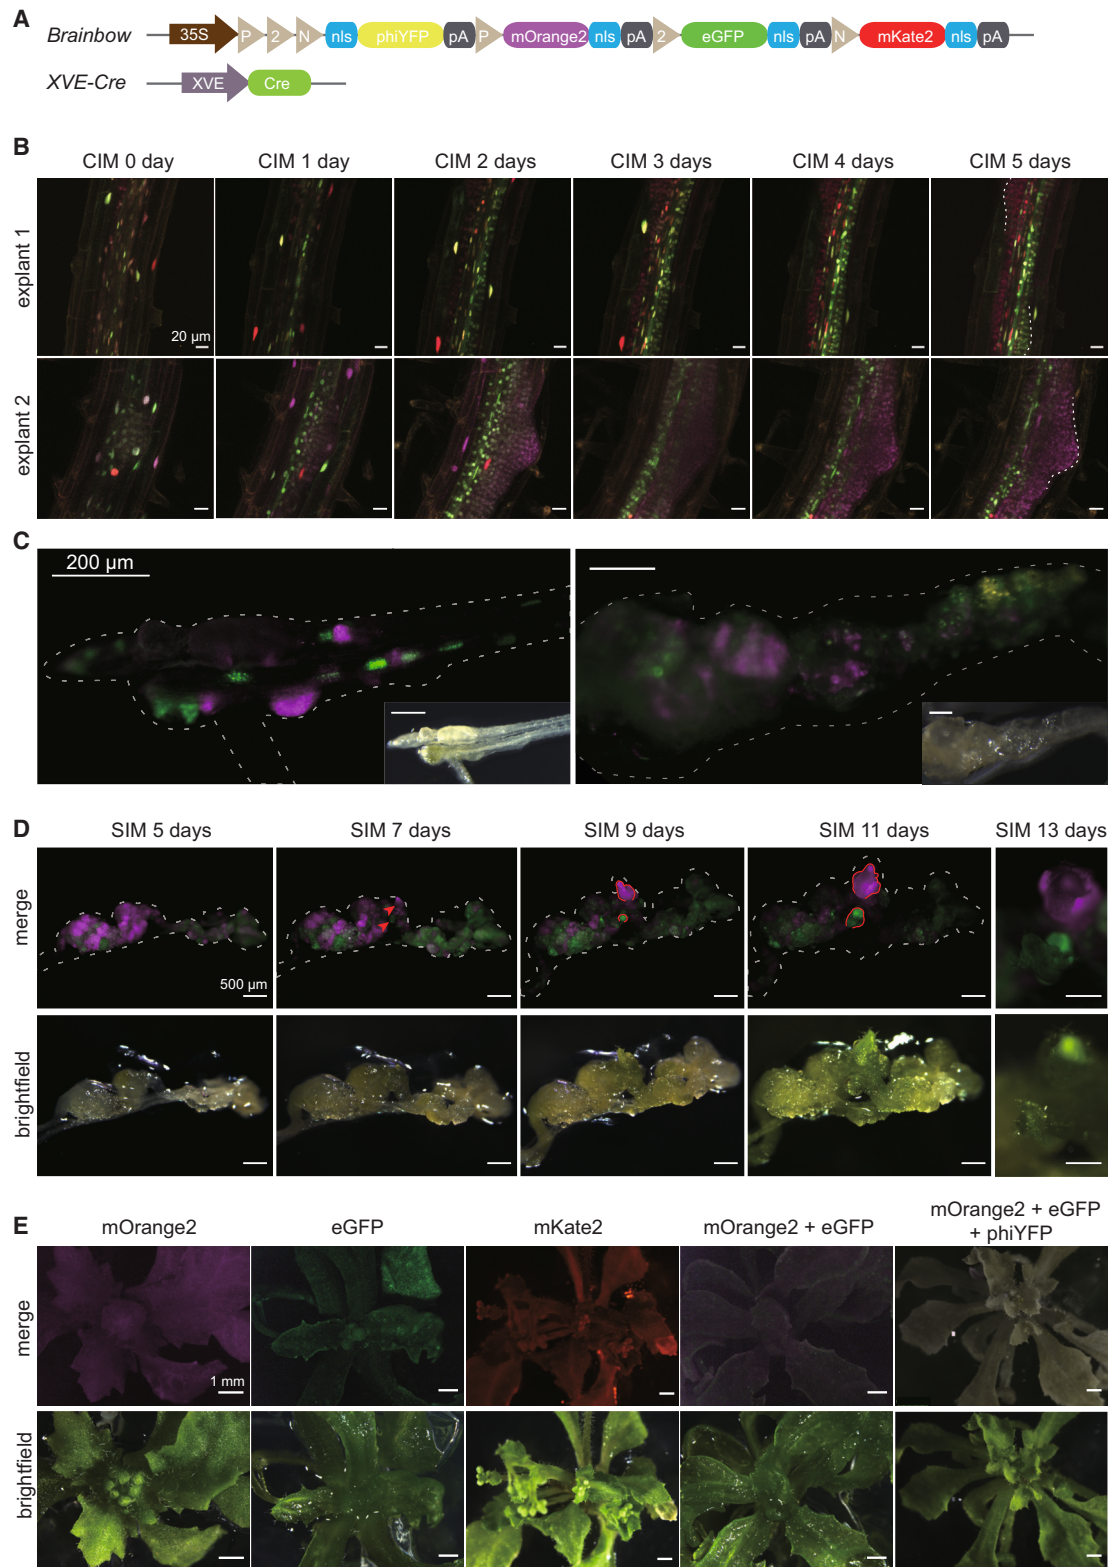 A
Brainbow 35S P 2 N nls phiYFP pA P mOrange2 nls pA 2 eGFP nls pA N mKate2 nls pA
XVE-Cre XVE Cre
B
CIM 0 day CIM 1 day CIM 2 days CIM 3 days CIM 4 days CIM 5 days
explant 1
20 µm
explant 2
C
200 µm
D
SIM 5 days SIM 7 days SIM 9 days SIM 11 days SIM 13 days
merge
500 µm
brightfield
E
mOrange2 eGFP mKate2 mOrange2 + eGFP mOrange2 + eGFP
+ phiYFP
merge
1 mm
brightfield